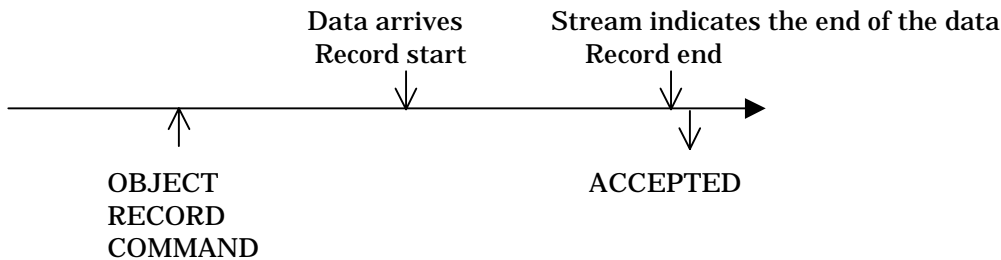 Data arrives
Record start
Stream indicates the end of the data
Record end
OBJECT
RECORD
COMMAND
ACCEPTED